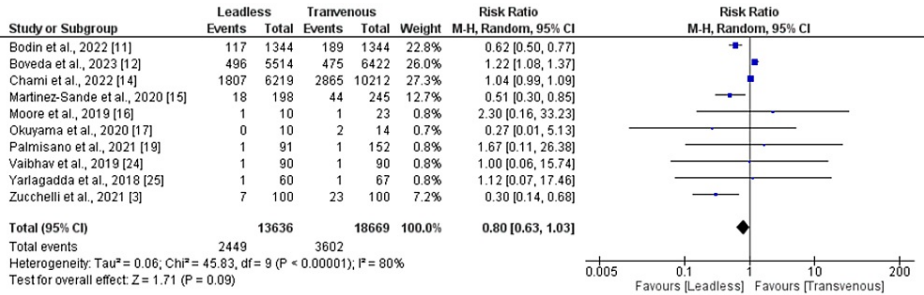 Leadless Tranvenous Risk Ratio Risk Ratio
Study or Subgroup Events Total Events Total Weight M-H, Random, 95% CI M-H, Random, 95% CI
Bodin et al., 2022 [11] 117 1344 189 1344 22.8% 0.62 [0.50, 0.77]
Boveda et al., 2023 [12] 496 5514 475 6422 26.0% 1.22 [1.08, 1.37]
Chami et al., 2022 [14] 1807 6219 2865 10212 27.3% 1.04 [0.99, 1.09]
Martinez-Sande et al., 2020 [15] 18 198 44 245 12.7% 0.51 [0.30, 0.85]
Moore et al., 2019 [16] 1 10 1 23 0.8% 2.30 [0.16, 33.23]
Okuyama et al., 2020 [17] 0 10 2 14 0.7% 0.27 [0.01, 5.13]
Palmisano et al., 2021 [19] 1 91 1 152 0.8% 1.67 [0.11, 26.38]
Vaibhav et al., 2019 [24] 1 90 1 90 0.8% 1.00 [0.06, 15.74]
Yarlagadda et al., 2018 [25] 1 60 1 67 0.8% 1.12 [0.07, 17.46]
Zucchelli et al., 2021 [3] 7 100 23 100 7.2% 0.30 [0.14, 0.68]
Total (95% CI) 13636 18669 100.0% 0.80 [0.63, 1.03]
Total events 2449 3602
Heterogeneity: Tau² = 0.06; Chi² = 45.83, df = 9 (P < 0.00001); I² = 80%
Test for overall effect: Z = 1.71 (P = 0.09)
0.005 0.1 1 10 200
Favours [Leadless] Favours [Transvenous]